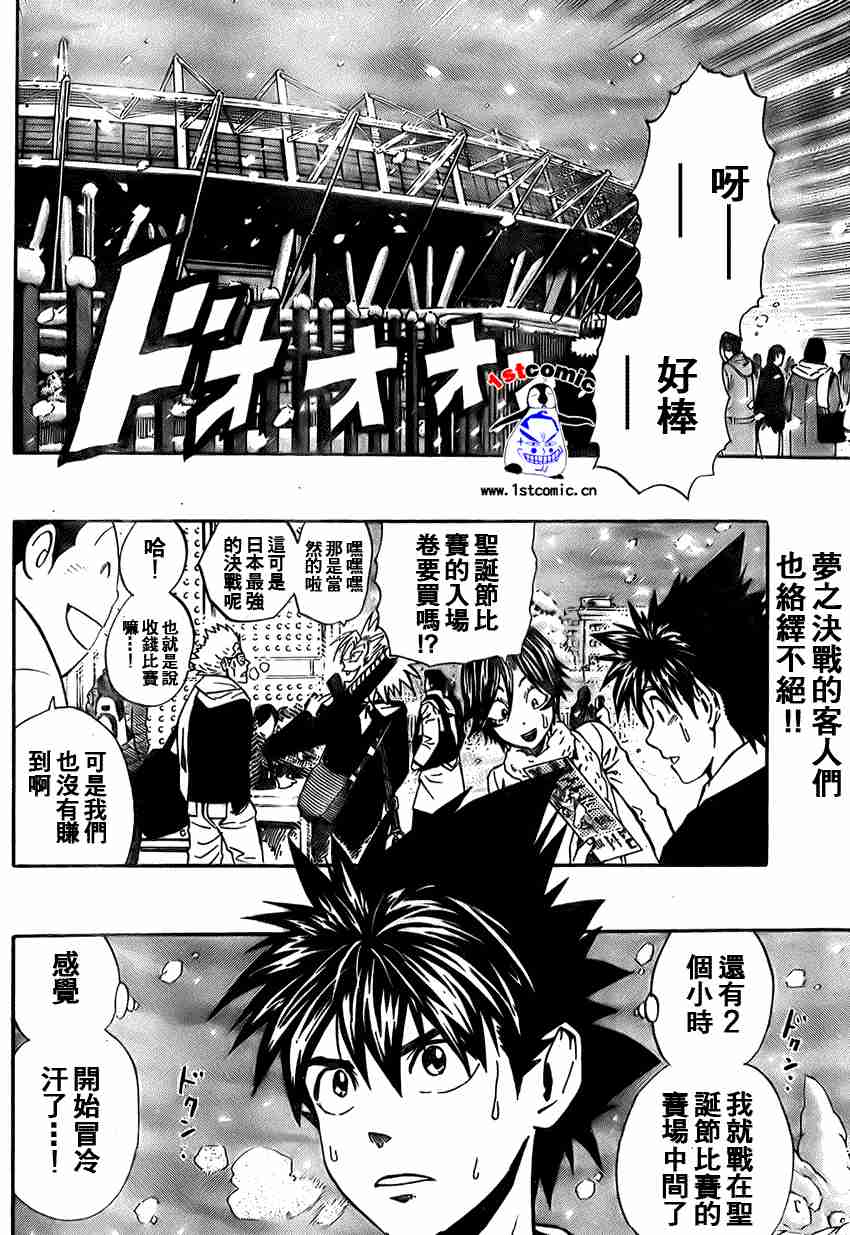 呀——
——好棒
ドォォォー
1stcomic
www.1stcomic.cn
夢之決戰的客人們
也絡繹不絕!!
聖誕節比
賽的入場
卷要買嗎!?
嘿嘿嘿
那是當
然的啦
這可是
日本最強
的決戰呢
哈!
也就是說
收錢比賽
嘛…!
可是我們
也沒有賺
到啊
還有2
個小時
我就戰在聖
誕節比賽的
賽場中間了
ドクン
ドクン
感覺
開始冒冷
汗了…!